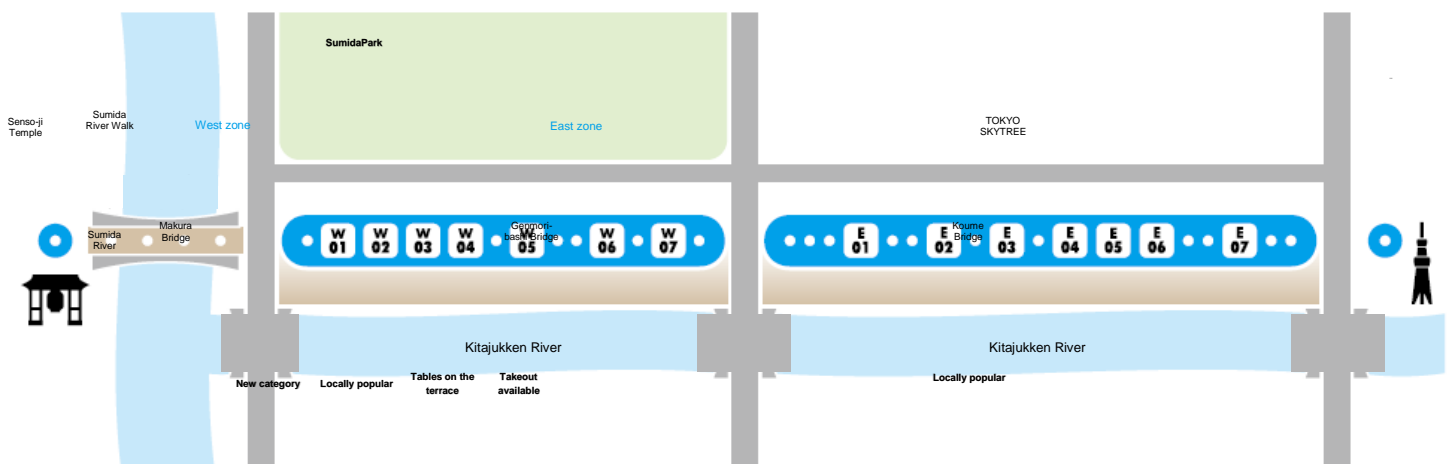 SumidaPark
Senso-ji
Temple
Sumida
River Walk
West zone
East zone
TOKYO
SKYTREE
Sumida
River
Makura
Bridge
W
01
W
02
W
03
W
04
W
05
Genmori-
bashi Bridge
W
06
W
07
E
01
E
02
Koume
Bridge
E
03
E
04
E
05
E
06
E
07
Kitajukken River
Kitajukken River
New category
Locally popular
Tables on the
terrace
Takeout
available
Locally popular